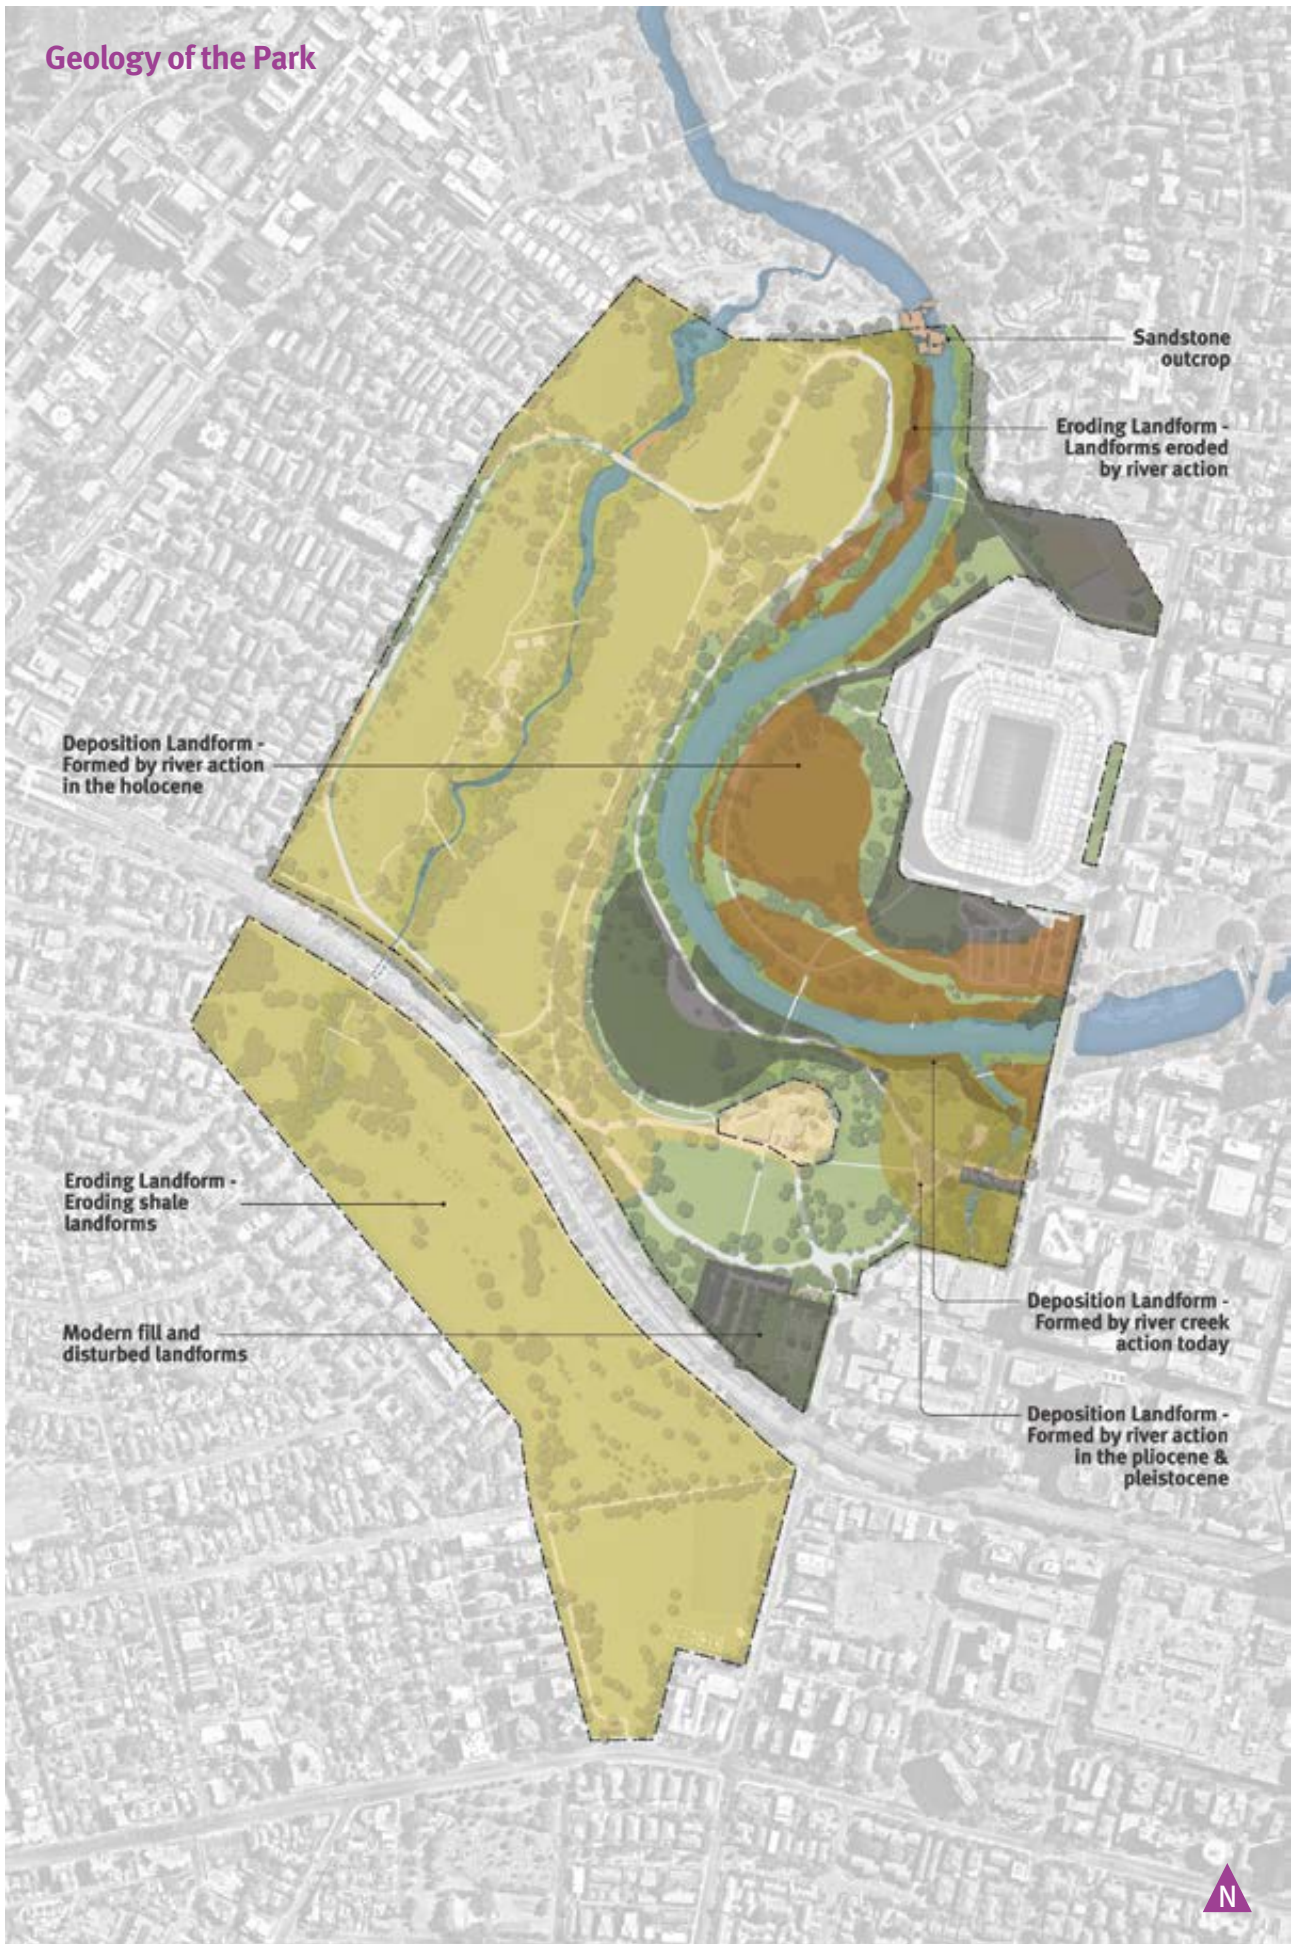 Geology of the Park
Sandstone
outcrop
Eroding Landform -
Landforms eroded
by river action
Deposition Landform -
Formed by river action
in the holocene
Eroding Landform -
Eroding shale
landforms
Modern fill and
disturbed landforms
Deposition Landform -
Formed by river creek
action today
Deposition Landform -
Formed by river action
in the pliocene &
pleistocene
N